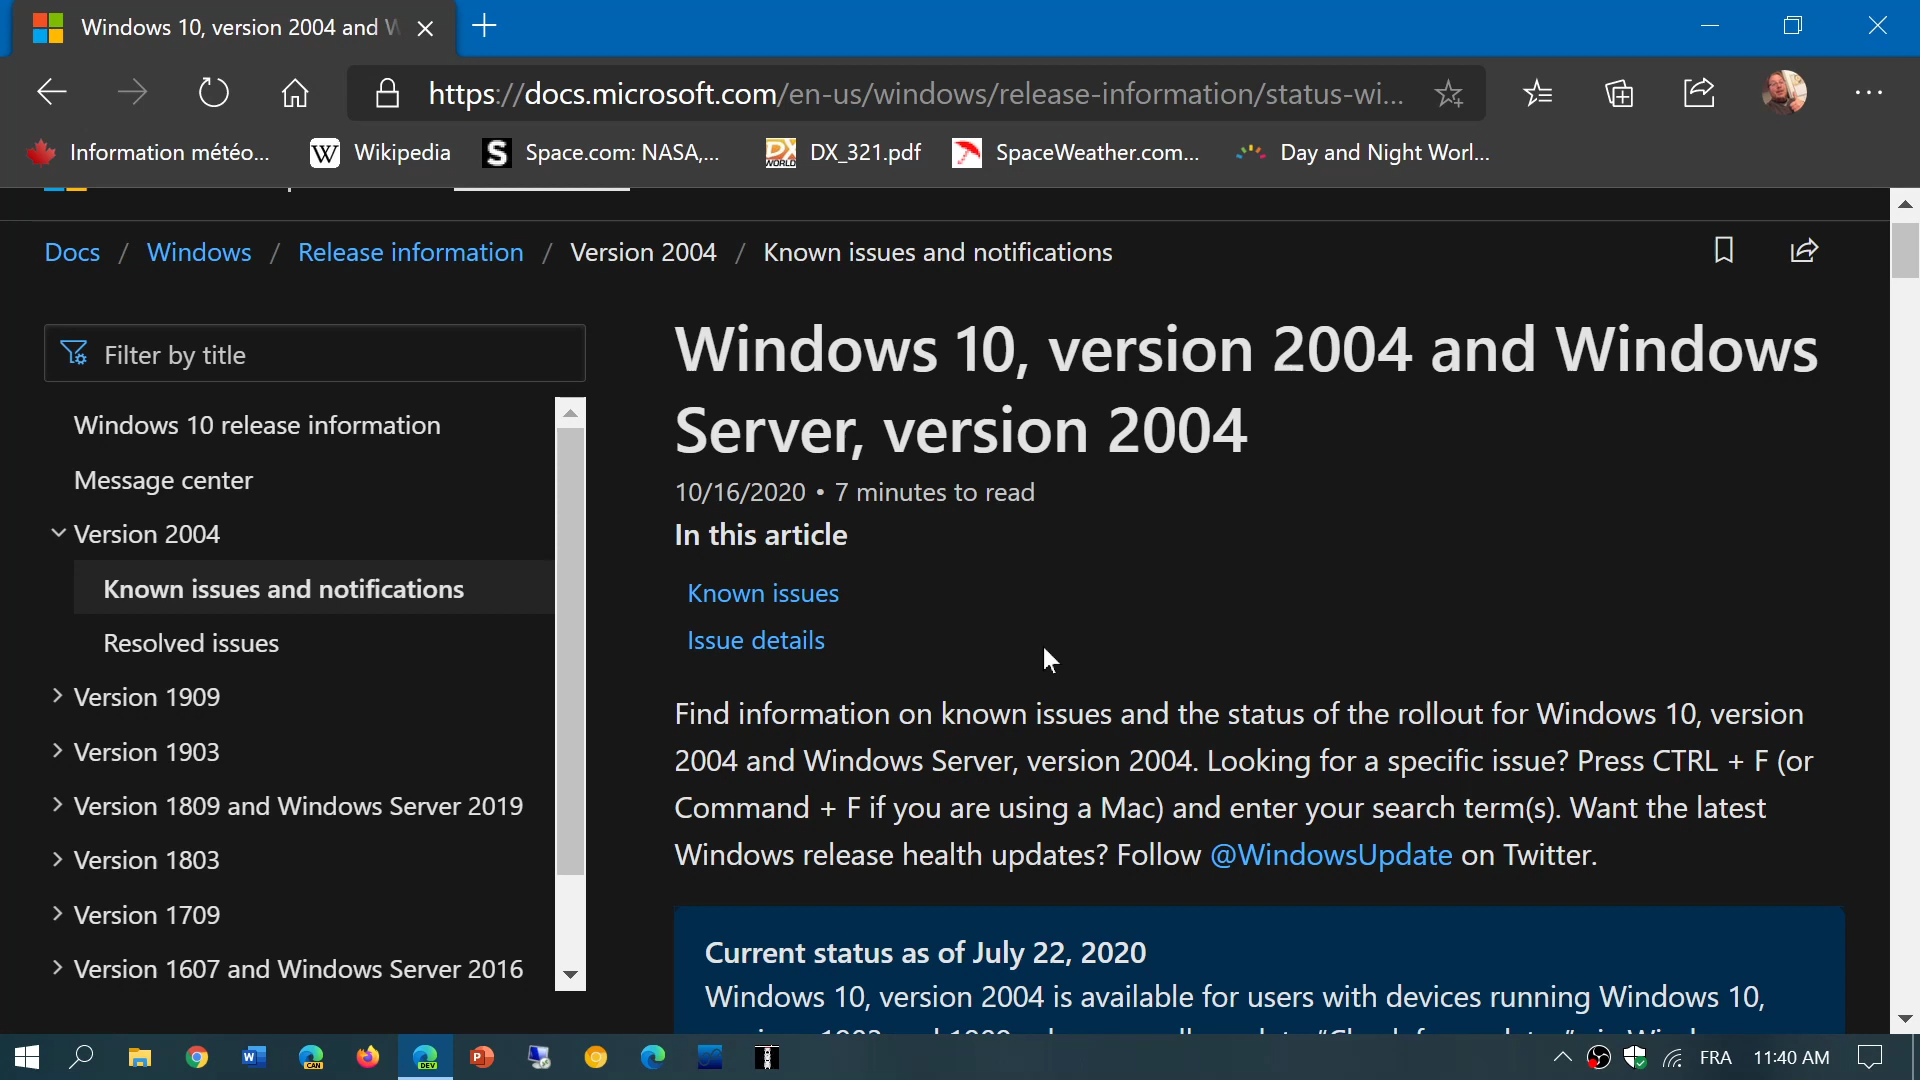 Windows 10, version 2004 and W
https://docs.microsoft.com/en-us/windows/release-information/status-wi...
Information météo...
W Wikipedia
S Space.com: NASA,...
DX WORLD DX_321.pdf
SpaceWeather.com...
Day and Night Worl...
Docs / Windows / Release information / Version 2004 / Known issues and notifications
Filter by title
Windows 10 release information
Message center
Version 2004
Known issues and notifications
Resolved issues
Version 1909
Version 1903
Version 1809 and Windows Server 2019
Version 1803
Version 1709
Version 1607 and Windows Server 2016
Windows 10, version 2004 and Windows
Server, version 2004
10/16/2020 • 7 minutes to read
In this article
Known issues
Issue details
Find information on known issues and the status of the rollout for Windows 10, version
2004 and Windows Server, version 2004. Looking for a specific issue? Press CTRL + F (or
Command + F if you are using a Mac) and enter your search term(s). Want the latest
Windows release health updates? Follow @WindowsUpdate on Twitter.
Current status as of July 22, 2020
Windows 10, version 2004 is available for users with devices running Windows 10,
W
CAN
DEV
P
FRA
11:40 AM